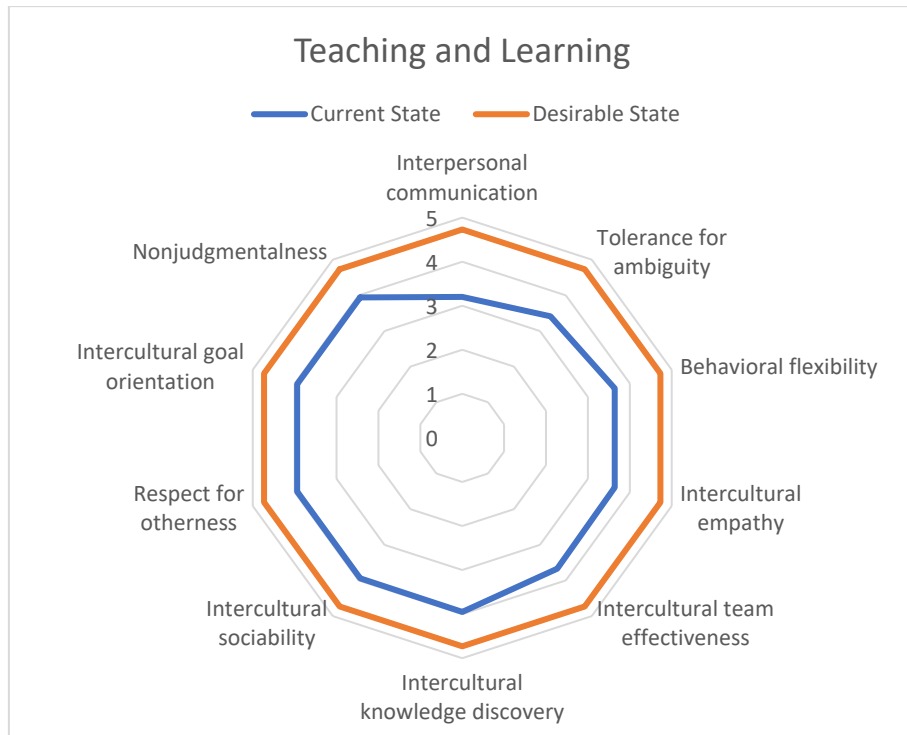 Teaching and Learning
Current State
Desirable State
Interpersonal
communication
5
4
3
2
1
0
Tolerance for
ambiguity
Behavioral flexibility
Intercultural
empathy
Intercultural team
effectiveness
Intercultural
knowledge discovery
Intercultural
sociability
Respect for
otherness
Intercultural goal
orientation
Nonjudgmentalness